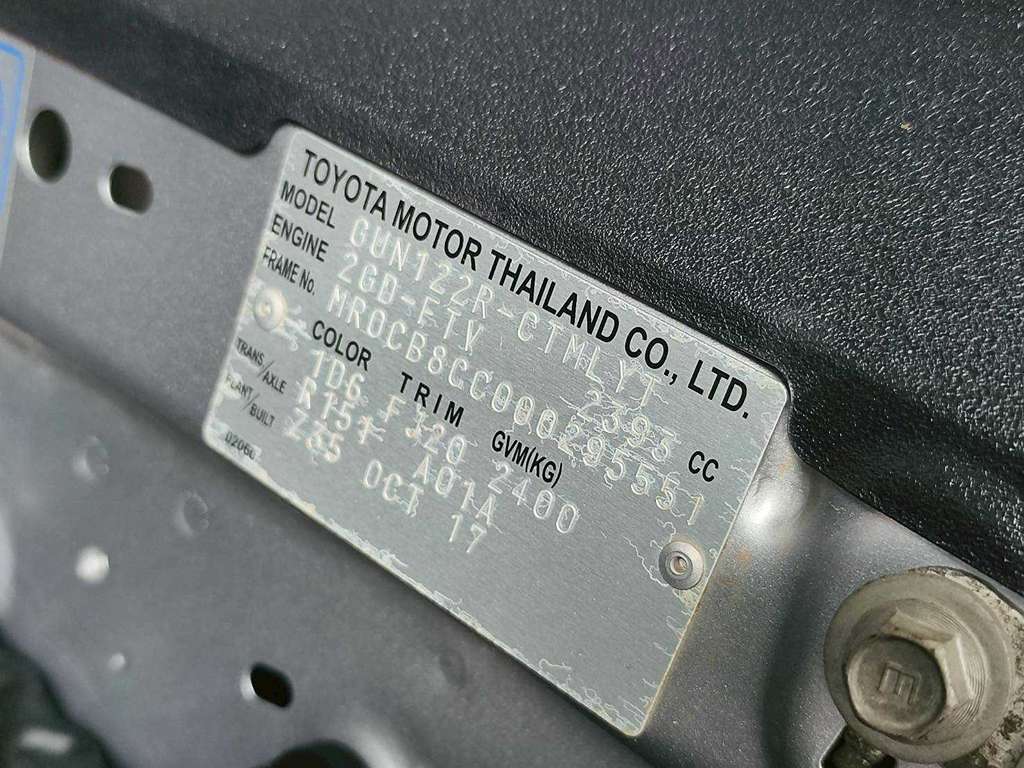 TOYOTA MOTOR THAILAND CO., LTD.
MODEL GUN122R-CTMLYT
ENGINE 2GD-FTV 2393 CC
FRAME No. MR0CB8CC000295551
COLOR TRIM GVM(KG)
1D6 FJ20 2400
TRANS/AXLE R151 A01A
PLANT/BUILT Z35 OCT 17
E